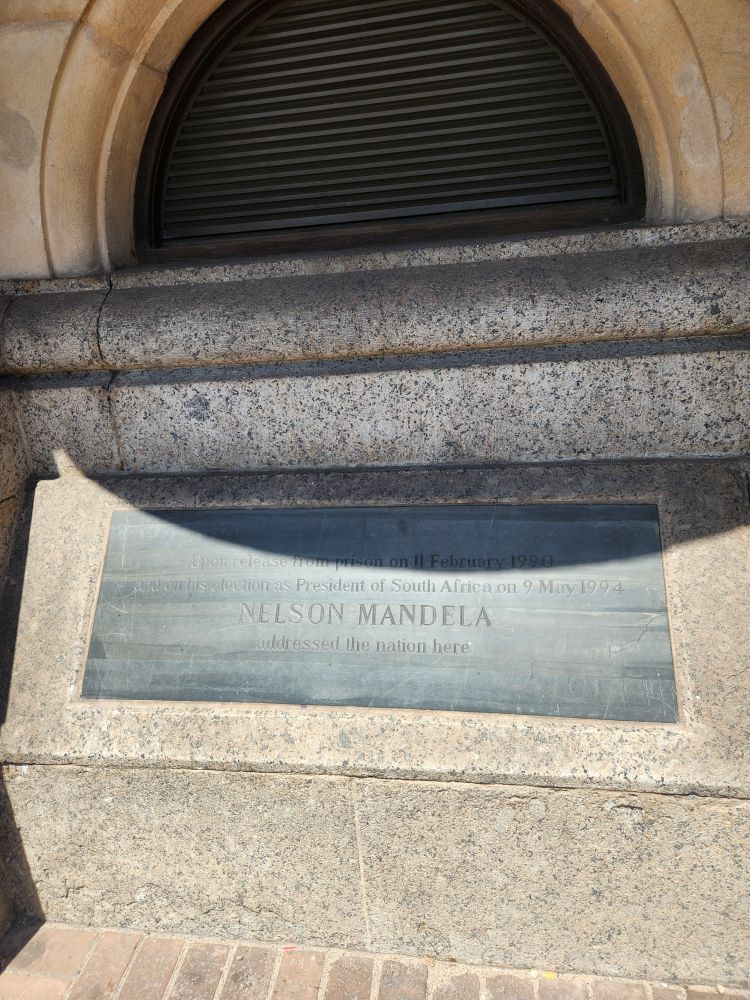 Upon release from prison on 11 February 1990
and on his election as President of South Africa on 9 May 1994
NELSON MANDELA
addressed the nation here